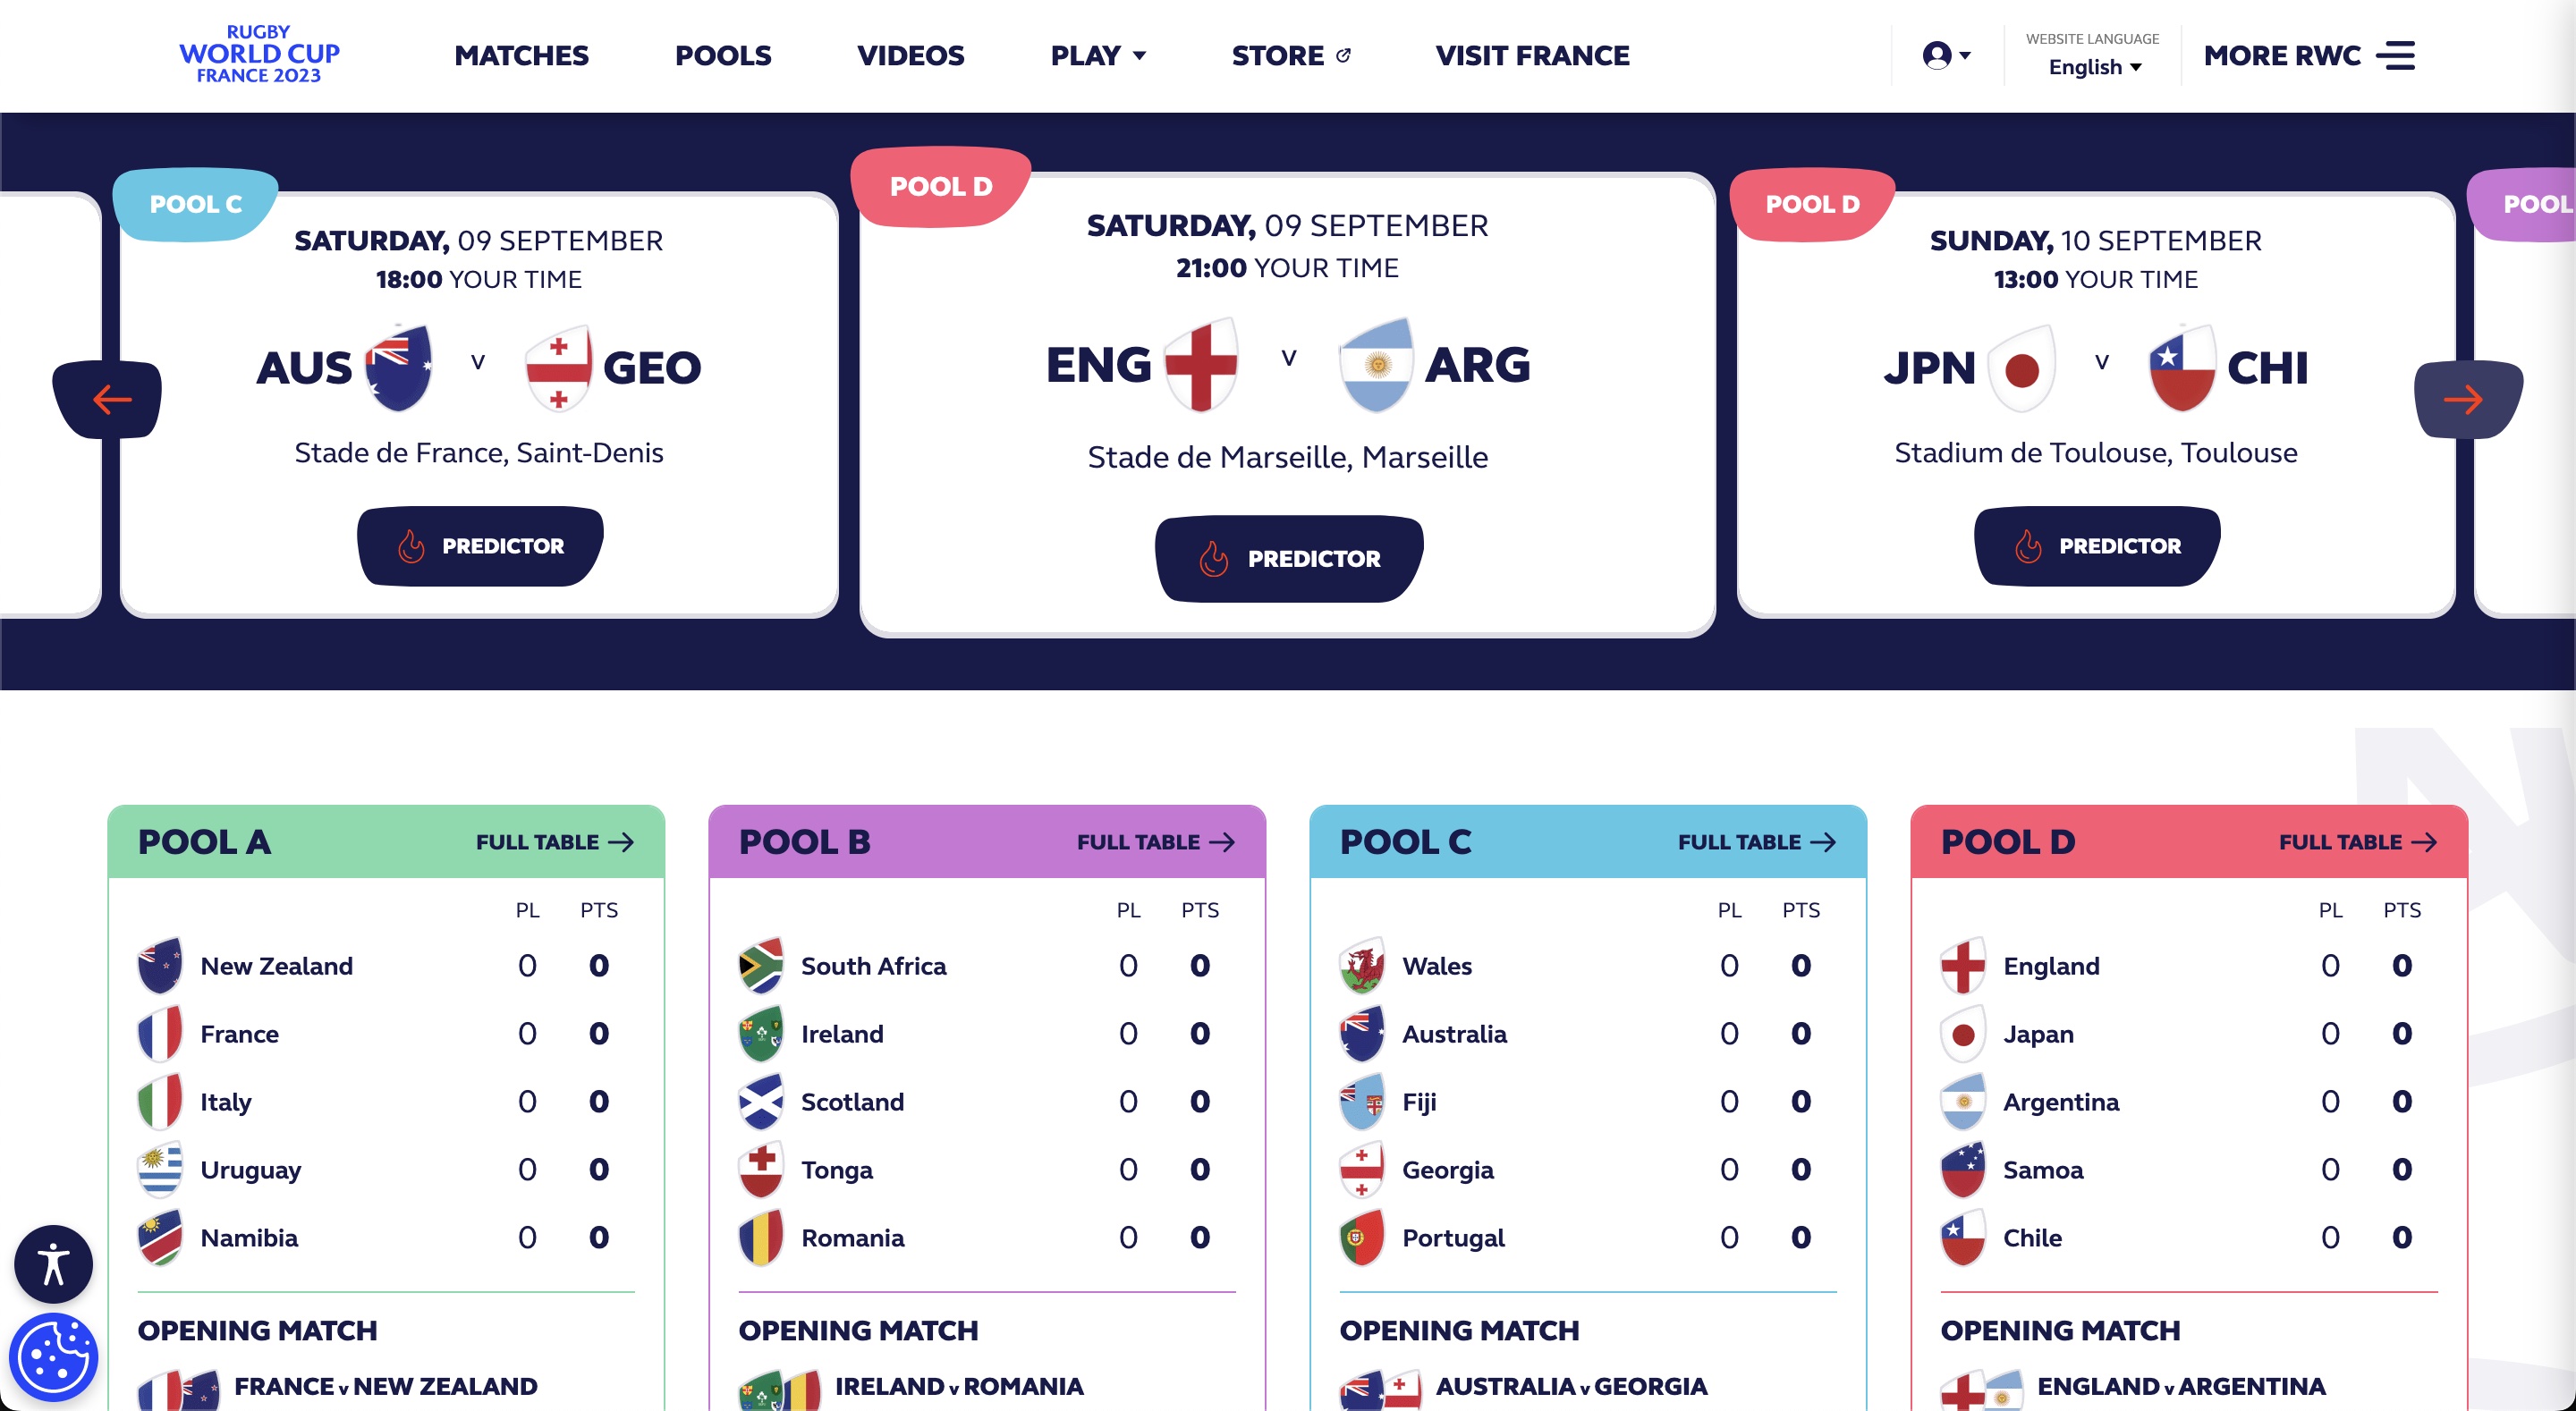 RUGBY
WORLD CUP
FRANCE 2023
MATCHES
POOLS
VIDEOS
PLAY
STORE
VISIT FRANCE
WEBSITE LANGUAGE
English
MORE RWC
POOL C
SATURDAY, 09 SEPTEMBER
18:00 YOUR TIME
AUS v GEO
Stade de France, Saint-Denis
PREDICTOR
POOL D
SATURDAY, 09 SEPTEMBER
21:00 YOUR TIME
ENG v ARG
Stade de Marseille, Marseille
PREDICTOR
POOL D
SUNDAY, 10 SEPTEMBER
13:00 YOUR TIME
JPN v CHI
Stadium de Toulouse, Toulouse
PREDICTOR
POOL
POOL A FULL TABLE
PL PTS
New Zealand 0 0
France 0 0
Italy 0 0
Uruguay 0 0
Namibia 0 0
OPENING MATCH
FRANCE v NEW ZEALAND
POOL B FULL TABLE
PL PTS
South Africa 0 0
Ireland 0 0
Scotland 0 0
Tonga 0 0
Romania 0 0
OPENING MATCH
IRELAND v ROMANIA
POOL C FULL TABLE
PL PTS
Wales 0 0
Australia 0 0
Fiji 0 0
Georgia 0 0
Portugal 0 0
OPENING MATCH
AUSTRALIA v GEORGIA
POOL D FULL TABLE
PL PTS
England 0 0
Japan 0 0
Argentina 0 0
Samoa 0 0
Chile 0 0
OPENING MATCH
ENGLAND v ARGENTINA